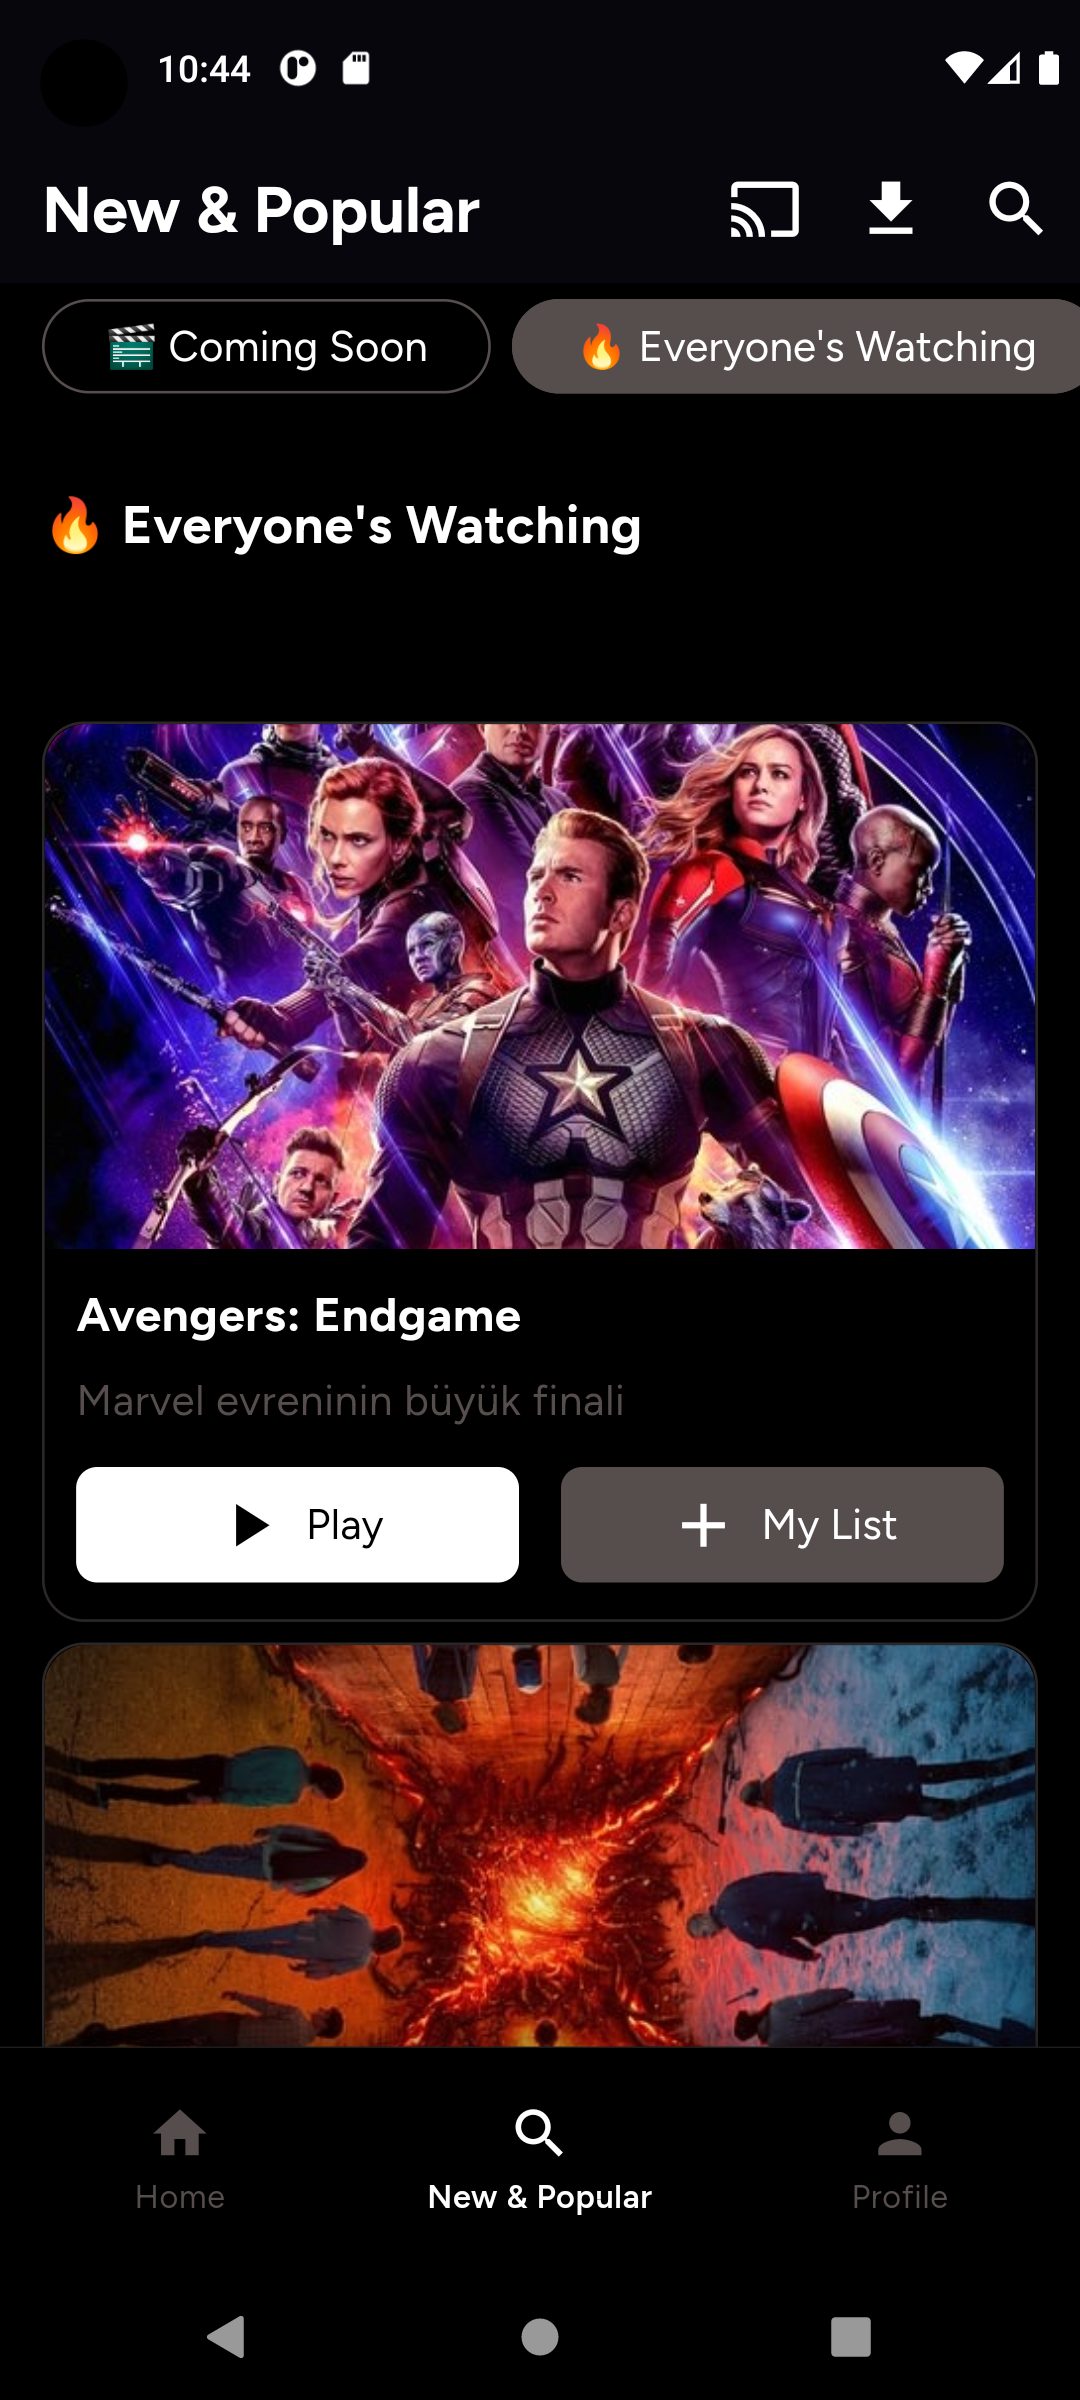 10:44
New & Popular
🎬 Coming Soon
🔥 Everyone's Watching
🔥 Everyone's Watching
Avengers: Endgame
Marvel evreninin büyük finali
Play
My List
Home
New & Popular
Profile